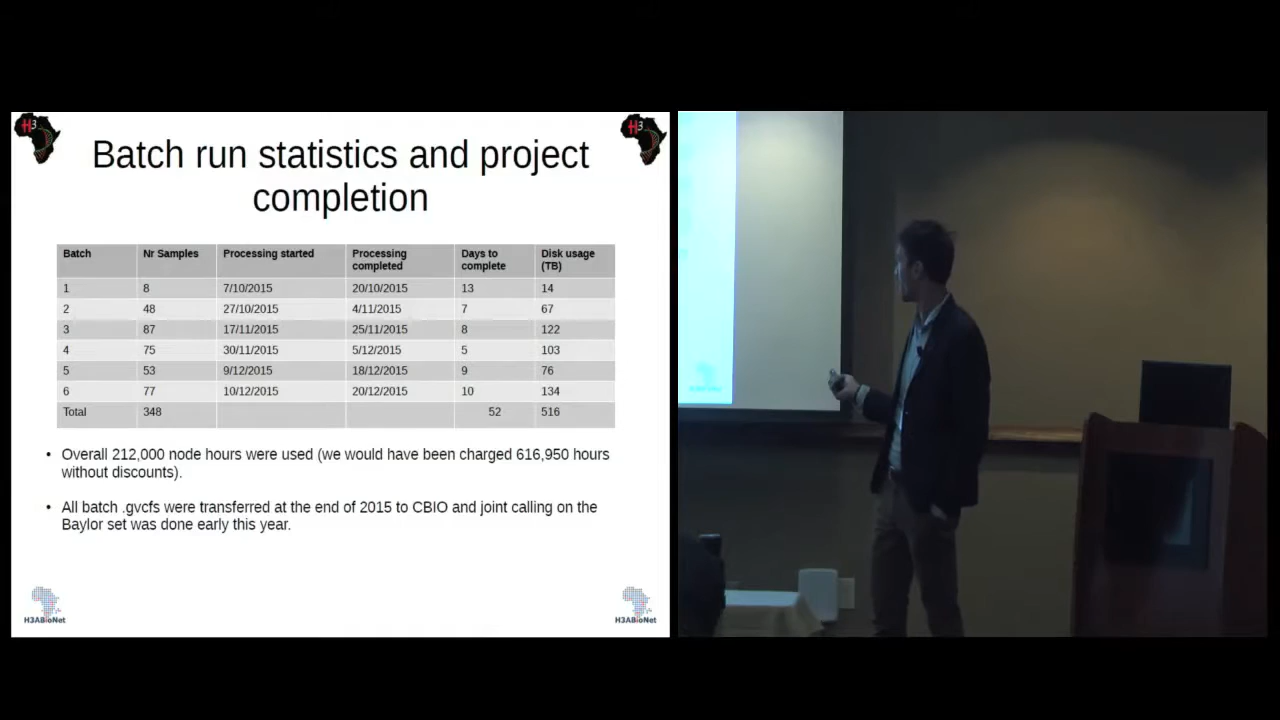 H3
H3
Batch run statistics and project
completion
Batch Nr Samples Processing started Processing completed Days to complete Disk usage (TB)
1 8 7/10/2015 20/10/2015 13 14
2 48 27/10/2015 4/11/2015 7 67
3 87 17/11/2015 25/11/2015 8 122
4 75 30/11/2015 5/12/2015 5 103
5 53 9/12/2015 18/12/2015 9 76
6 77 10/12/2015 20/12/2015 10 134
Total 348 52 516
• Overall 212,000 node hours were used (we would have been charged 616,950 hours
without discounts).
• All batch .gvcfs were transferred at the end of 2015 to CBIO and joint calling on the
Baylor set was done early this year.
H3ABioNet
H3ABioNet